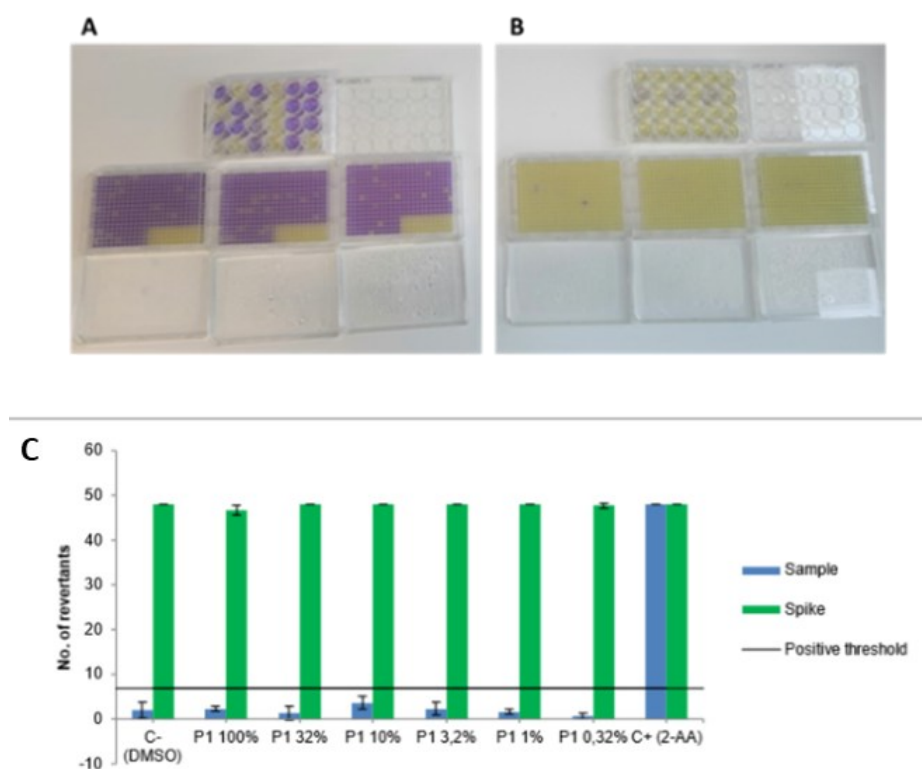 A
B
C
60
50
40
30
20
10
0
-10
No. of revertants
C-
(DMSO)
P1 100%
P1 32%
P1 10%
P1 3,2%
P1 1%
P1 0,32%
C+ (2-AA)
Sample
Spike
Positive threshold